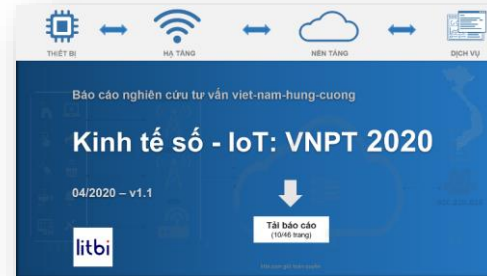 THIẾT BỊ
HẠ TẦNG
NỀN TẢNG
DỊCH VỤ
Báo cáo nghiên cứu tư vấn viet-nam-hung-cuong
Kinh tế số - IoT: VNPT 2020
04/2020 – v1.1
Tải báo cáo
(10/46 trang)
litbi